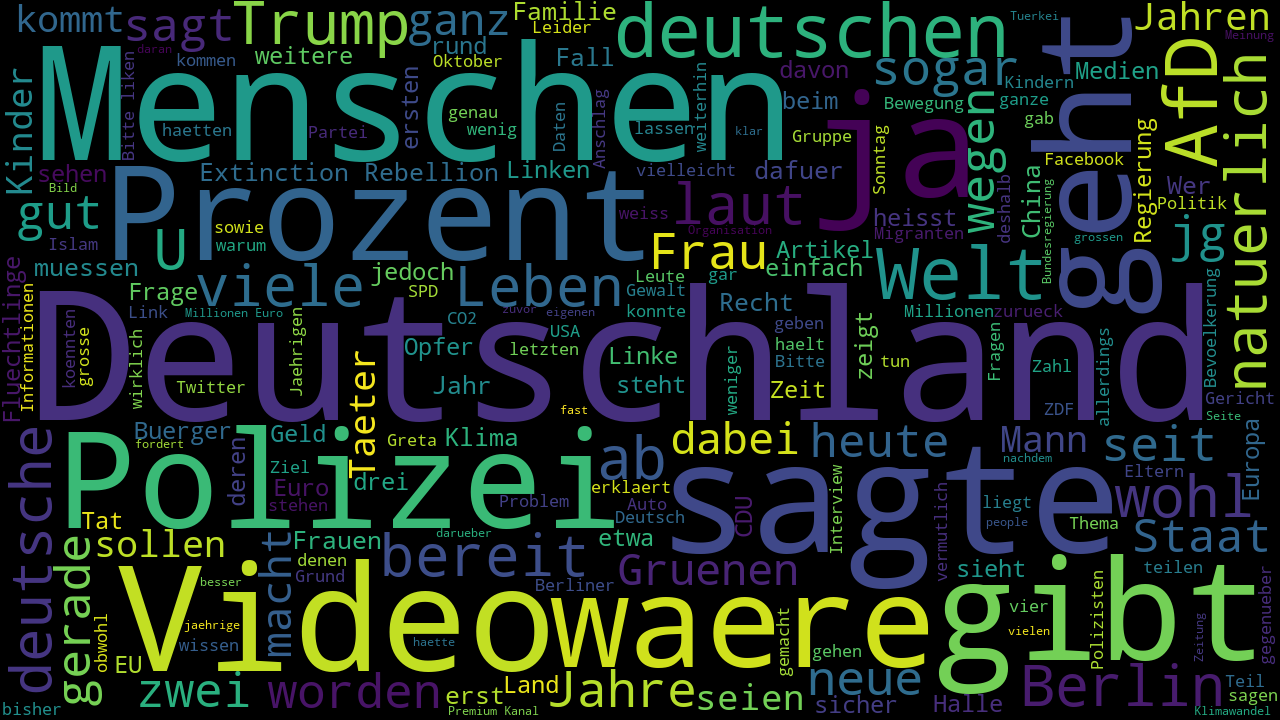 kommt
sagt
Trump
ganz
Familie
Leider
deutschen
Tuerkei
Jahren
Meinung
daran
kommen
weitere
rund
Oktober
Fall
davon
sogar
geht
Medien
AfD
natuerlich
Menschen
Kinder
Bitte liken
haetten
Partei
ersten
genau
wenig
Daten
Anschlag
lassen
weiterhin
klar
beim
Gruppe
ja
Sonntag
Bewegung
wegen
Kindern
ganze
gab
Facebook
Regierung
sehen
Bild
Prozent
Extinction Rebellion
Linken
vielleicht
dafuer
deshalb
China
Wer
Politik
gut
U
sowie
warum
weiss
laut
Organisation
heisst
Migranten
Bundesregierung
grossen
jg
Islam
Frau
Artikel
muessen
Fluechtlinge
Informationen
Frage
viele
jedoch
Leben
Leute
gar
einfach
Welt
SPD
Gewalt
Link
Millionen Euro
zuvor
eigenen
konnte
Recht
geben
Millionen
zurueck
Deutschland
koennten
grosse
wirklich
Jaehrigen
CO2
USA
Opfer
letzten
Linke
haelt
Bitte
zeigt
tun
Fragen
Zahl
allerdings
Bevoelkerung
Twitter
Taeter
Jahr
steht
weniger
Zeit
Gericht
fast
ZDF
Seite
deutsche
Buerger
fordert
Geld
Greta
Klima
ab
dabei
heute
seit
Mann
nachdem
Europa
Polizei
deren
Ziel
Euro
stehen
drei
Problem
erklaert
Auto
Deutsch
CDU
sagte
Interview
vermutlich
Eltern
liegt
people
Thema
wohl
Tat
gerade
sollen
Frauen
darueber
etwa
Staat
obwohl
macht
denen
Grund
bereit
Berliner
Gruenen
sieht
teilen
EU
besser
jaehrige
wissen
Video
haette
waere
gemacht
gehen
gibt
vier
vielen
Polizisten
Zeitung
gegenueber
bisher
zwei
worden
erst
Premium Kanal
Land
Jahre
seien
neue
sicher
Halle
Berlin
Teil
sagen
Klimawandel